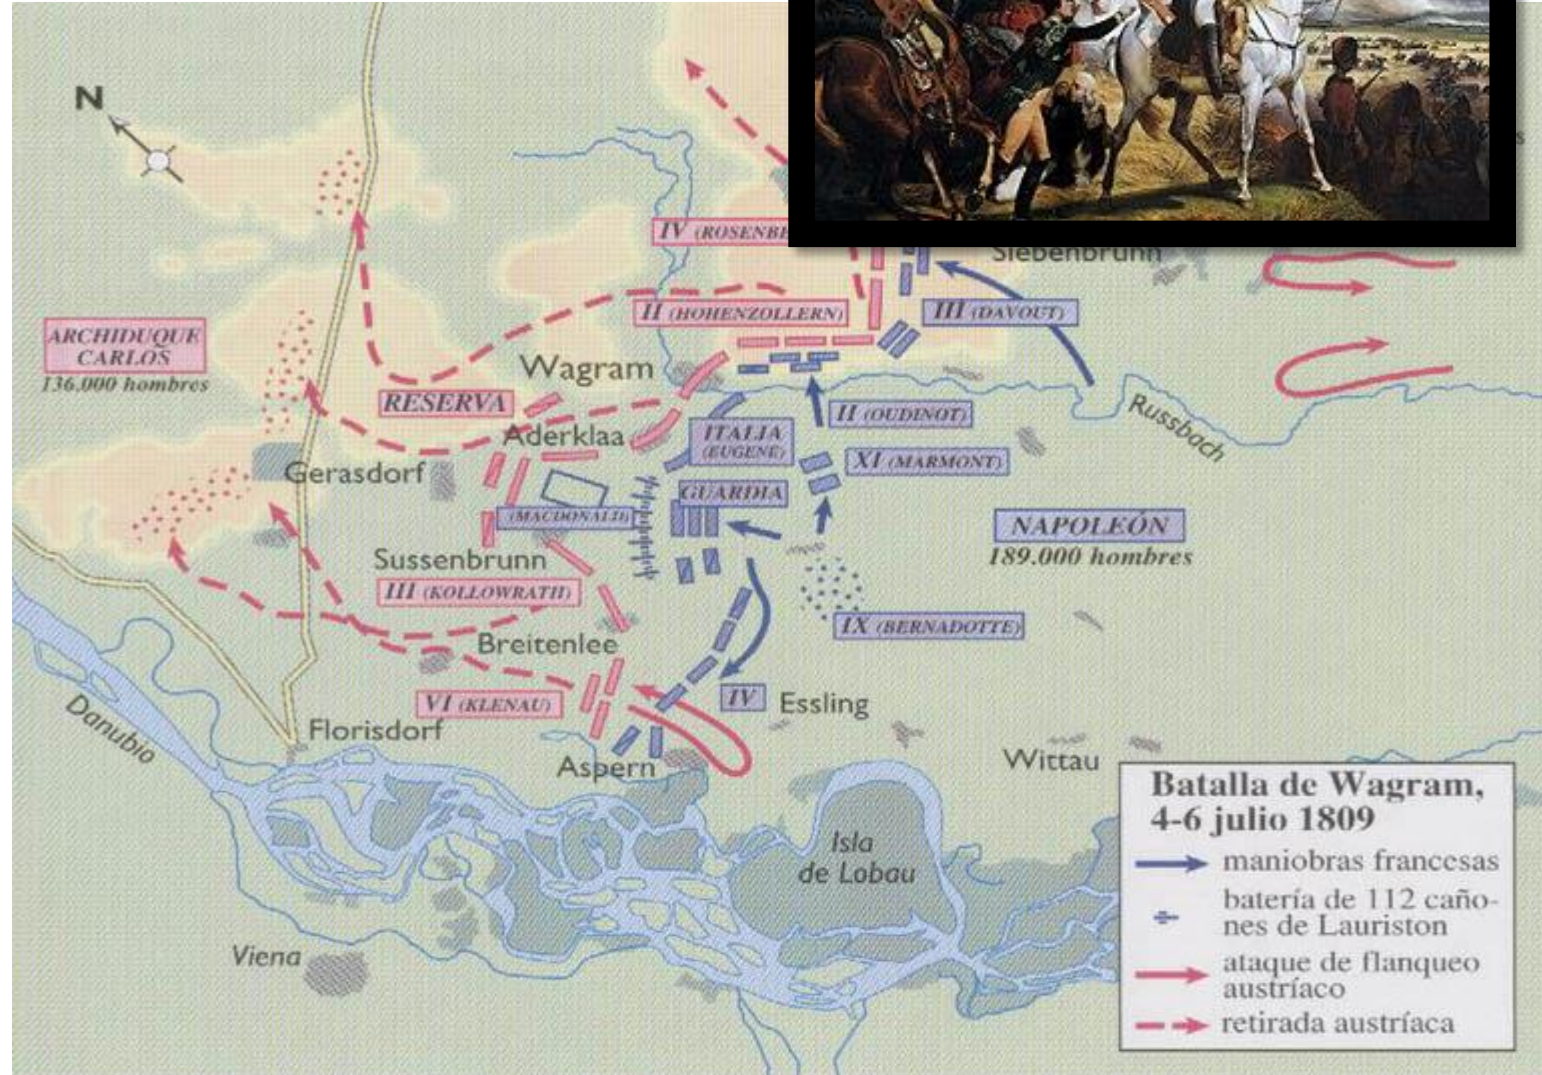 N
IV (ROSENBE
Siebenbrunn
II (HOHENZOLLERN)
III (DAVOUT)
ARCHIDUQUE
CARLOS
136.000 hombres
Wagram
RESERVA
II (OUDINOT)
Russbach
Aderklaa
ITALIA
(EUGENE)
XI (MARMONT)
Gerasdorf
GUARDIA
(MACDONALD)
NAPOLEÓN
189.000 hombres
Sussenbrunn
III (KOLLOWRATH)
IX (BERNADOTTE)
Breitenlee
VI (KLENAU)
IV
Essling
Danubio
Florisdorf
Aspern
Wittau
Isla
de Lobau
Viena
Batalla de Wagram,
4-6 julio 1809
maniobras francesas
batería de 112 caño-
nes de Lauriston
ataque de flanqueo
austríaco
retirada austríaca